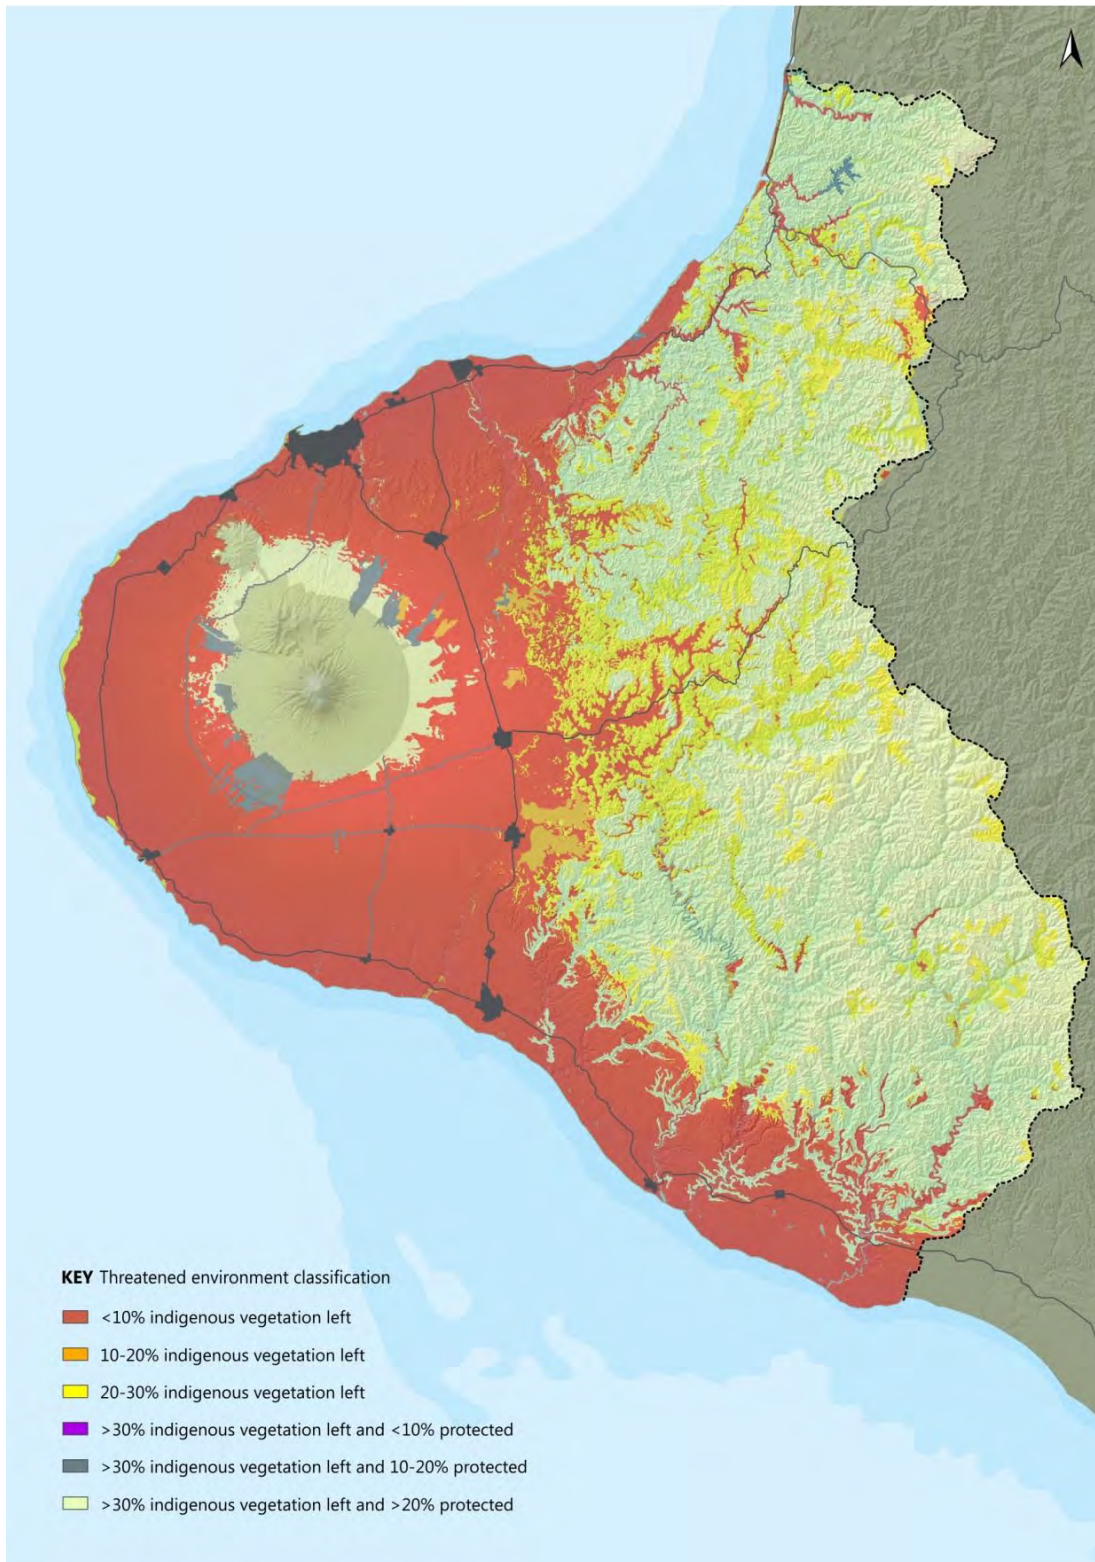 KEY Threatened environment classification
<10% indigenous vegetation left
10-20% indigenous vegetation left
20-30% indigenous vegetation left
>30% indigenous vegetation left and <10% protected
>30% indigenous vegetation left and 10-20% protected
>30% indigenous vegetation left and >20% protected